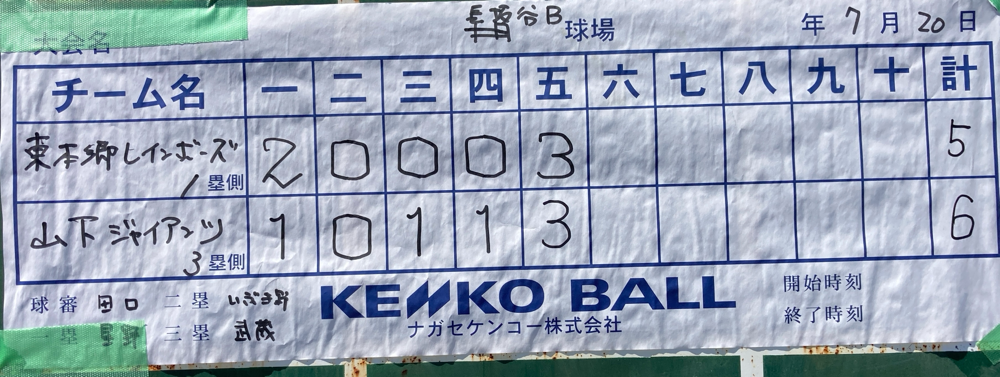 長隆谷B 球場 年 7 月 20 日
大会名
チーム名 一 二 三 四 五 六 七 八 九 十 計
東本郷レインボーズ 2 0 0 0 3 5
1 塁側
山下ジャイアンツ 1 0 1 1 3 6
3 塁側
球審 田口 二塁
一塁 星野 三塁
KENKO BALL
ナガセケンコー株式会社
開始時刻
終了時刻